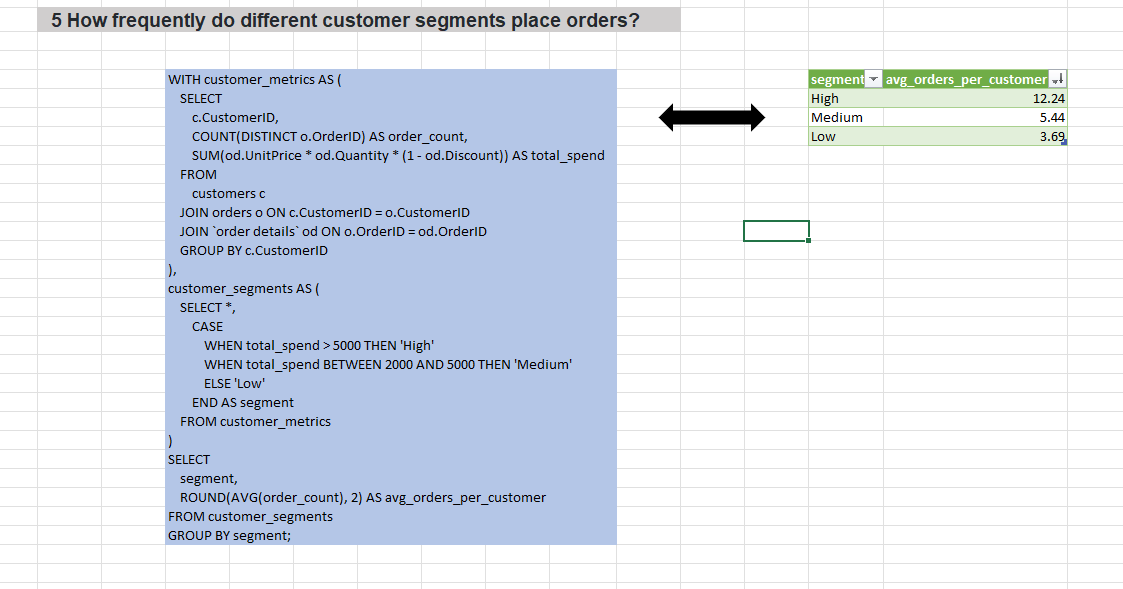 5 How frequently do different customer segments place orders?
WITH customer_metrics AS (
SELECT
c.CustomerID,
COUNT(DISTINCT o.OrderID) AS order_count,
SUM(od.UnitPrice * od.Quantity * (1 - od.Discount)) AS total_spend
FROM
customers c
JOIN orders o ON c.CustomerID = o.CustomerID
JOIN `order details` od ON o.OrderID = od.OrderID
GROUP BY c.CustomerID
),
customer_segments AS (
SELECT *,
CASE
WHEN total_spend > 5000 THEN 'High'
WHEN total_spend BETWEEN 2000 AND 5000 THEN 'Medium'
ELSE 'Low'
END AS segment
FROM customer_metrics
)
SELECT
segment,
ROUND(AVG(order_count), 2) AS avg_orders_per_customer
FROM customer_segments
GROUP BY segment;
segment avg_orders_per_customer
High 12.24
Medium 5.44
Low 3.69